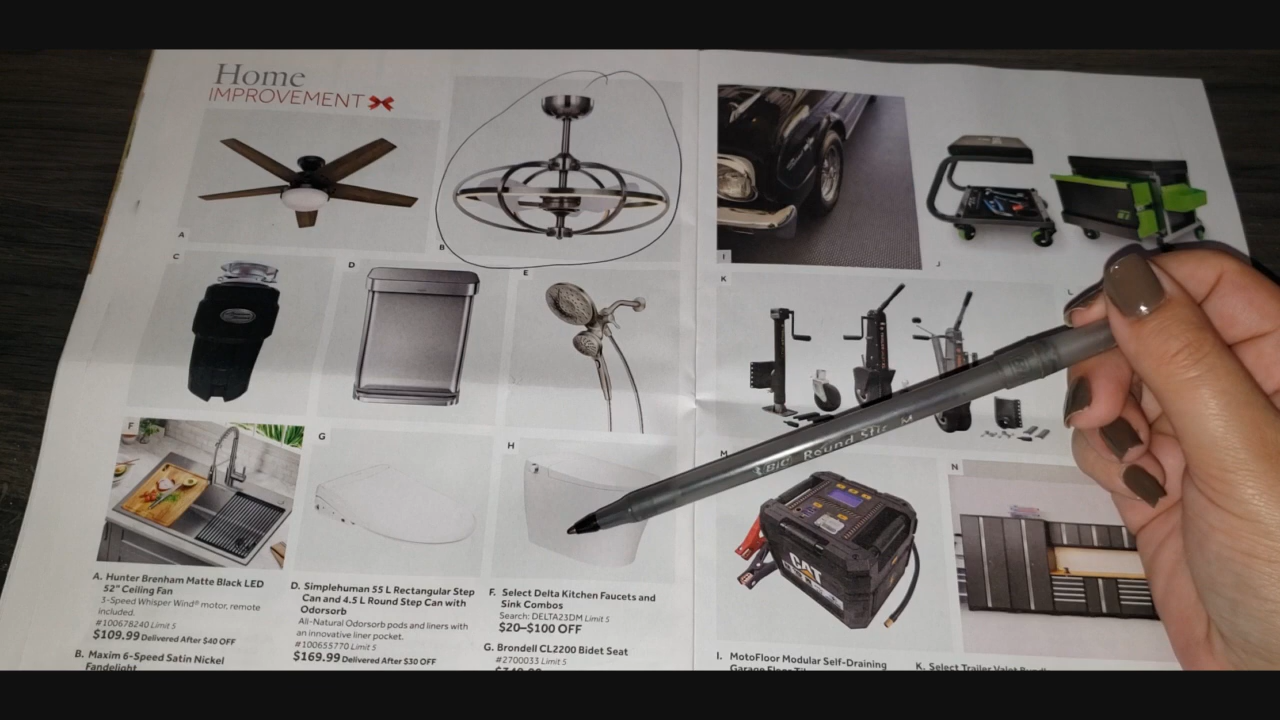 Home
IMPROVEMENT
A
B
C
D
E
F
G
H
I
J
K
L
M
N
BIC Round Stic M
CAT
A. Hunter Brenham Matte Black LED
52" Ceiling Fan
3-Speed Whisper Wind® motor, remote
included.
#100678240 Limit 5
$109.99 Delivered After $40 OFF
B. Maxim 6-Speed Satin Nickel
Fandelight
D. Simplehuman 55 L Rectangular Step
Can and 4.5 L Round Step Can with
Odorsorb
All-Natural Odorsorb pods and liners with
an innovative liner pocket.
#100655770 Limit 5
$169.99 Delivered After $30 OFF
F. Select Delta Kitchen Faucets and
Sink Combos
Search: DELTA23DM Limit 5
$20–$100 OFF
G. Brondell CL2200 Bidet Seat
#2700033 Limit 5
I. MotoFloor Modular Self-Draining
Garage Floor
K. Select Trailer Valet